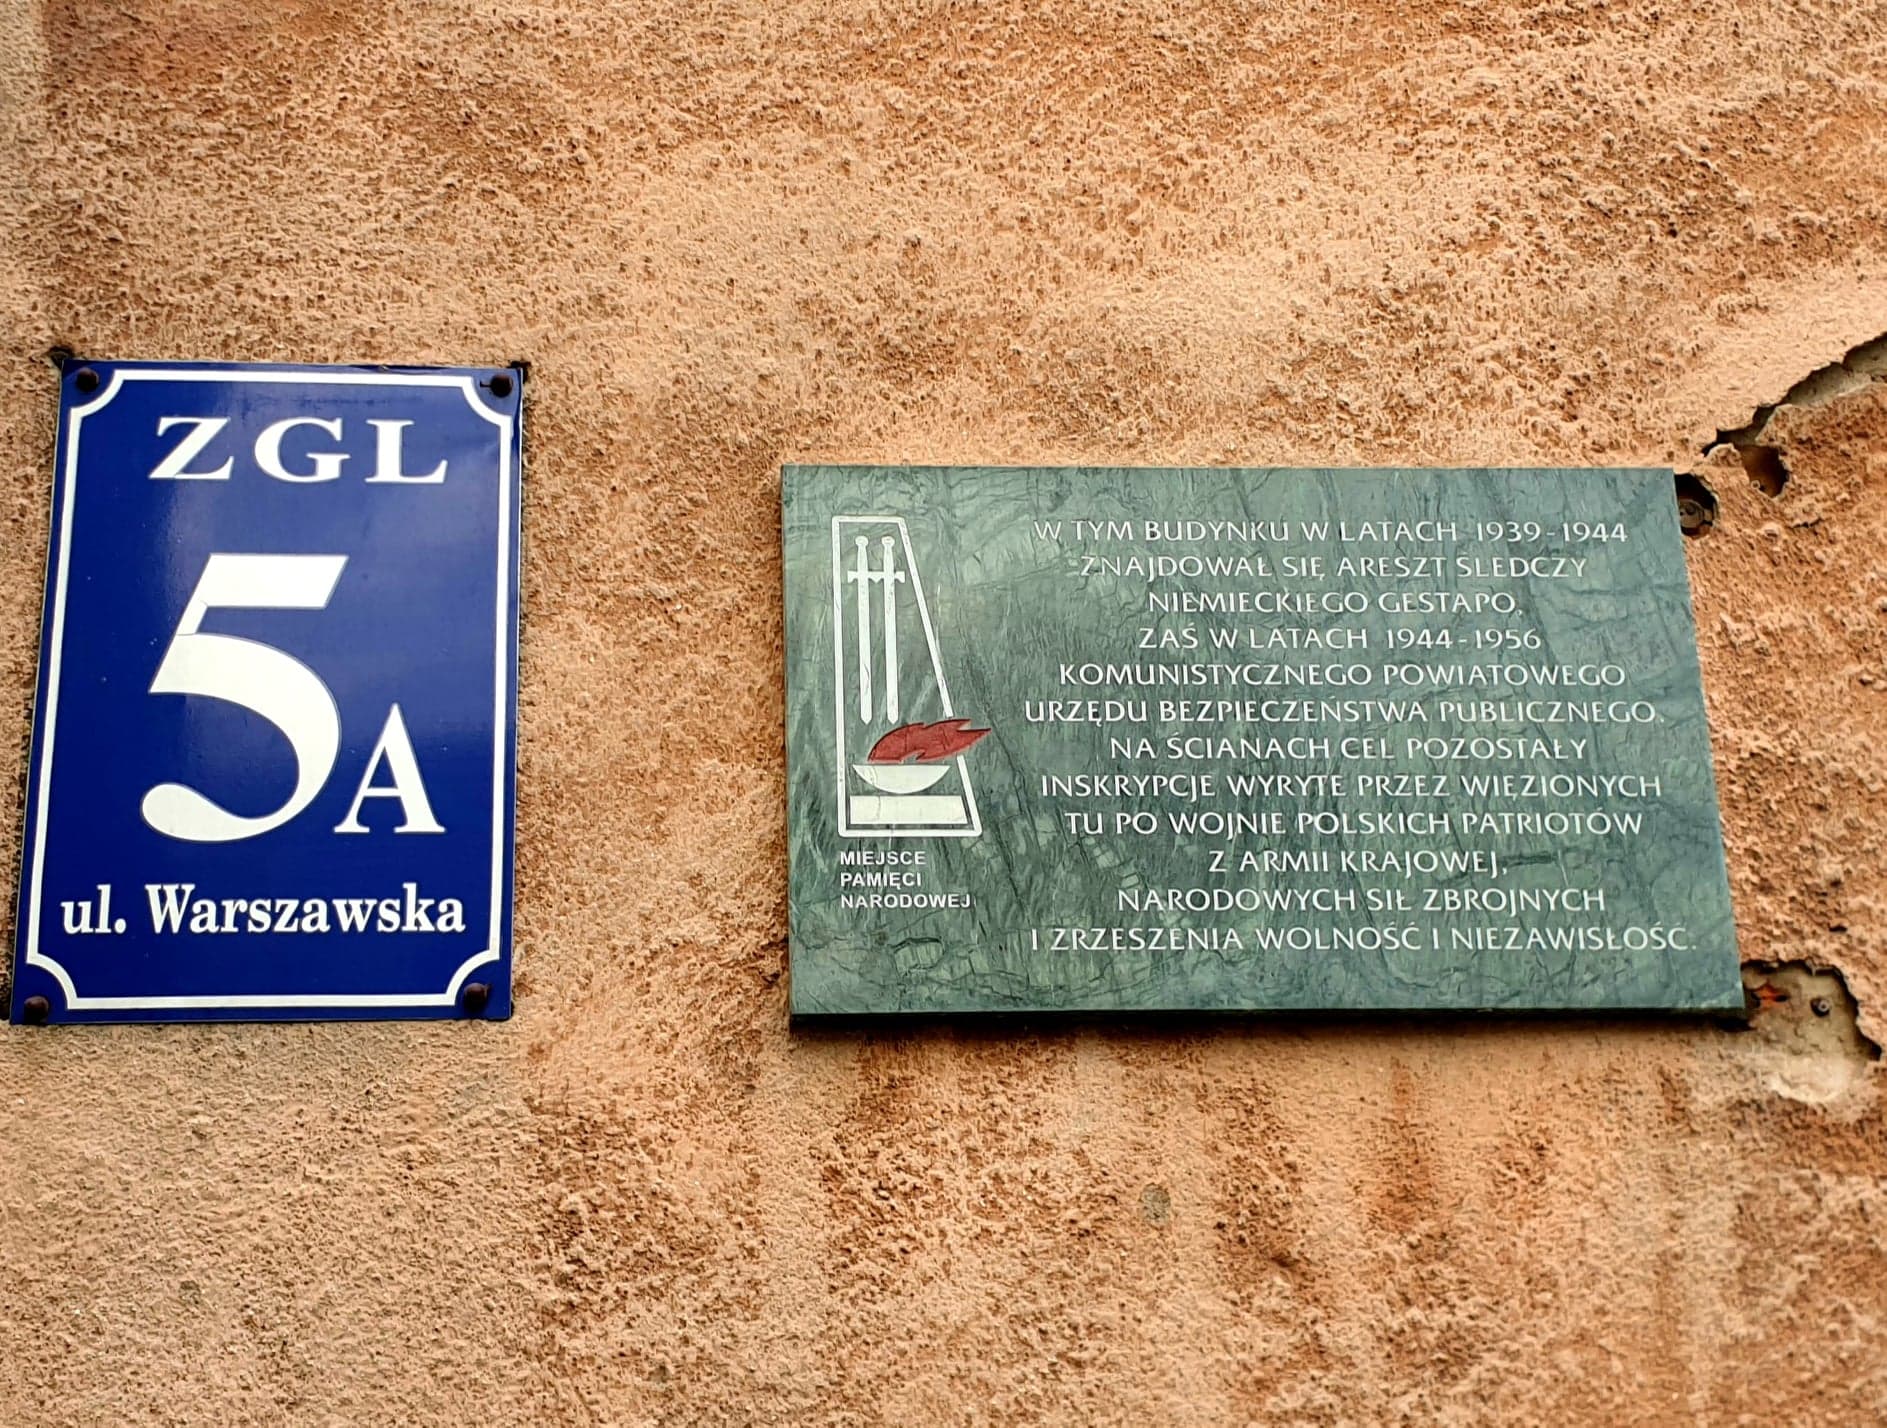 ZGL
5A
ul. Warszawska
W TYM BUDYNKU W LATACH 1939-1944
ZNAJDOWAŁ SIĘ ARESZT ŚLEDCZY
NIEMIECKIEGO GESTAPO,
ZAŚ W LATACH 1944-1956
KOMUNISTYCZNEGO POWIATOWEGO
URZĘDU BEZPIECZEŃSTWA PUBLICZNEGO.
NA ŚCIANACH CEL POZOSTAŁY
INSKRYPCJE WYRYTE PRZEZ WIĘZIONYCH
TU PO WOJNIE POLSKICH PATRIOTÓW
Z ARMII KRAJOWEJ,
NARODOWYCH SIŁ ZBROJNYCH
I ZRZESZENIA WOLNOŚĆ I NIEZAWISŁOŚĆ.
MIEJSCE
PAMIĘCI
NARODOWEJ